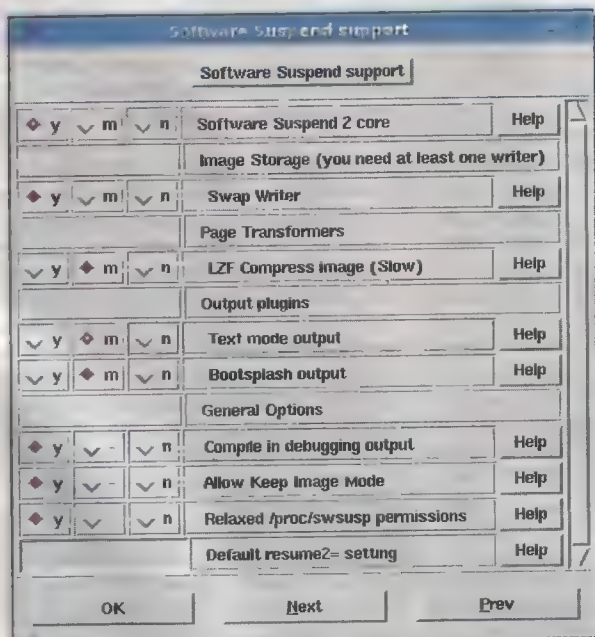 Software Suspend support
Software Suspend support
y m n Software Suspend 2 core Help
Image Storage (you need at least one writer)
y m n Swap Writer Help
Page Transformers
y m n LZF Compress image (Slow) Help
Output plugins
y m n Text mode output Help
y m n Bootsplash output Help
General Options
y - n Compile in debugging output Help
y - n Allow Keep Image Mode Help
y n Relaxed /proc/swsusp permissions Help
Default resume2= setting Help
OK Next Prev